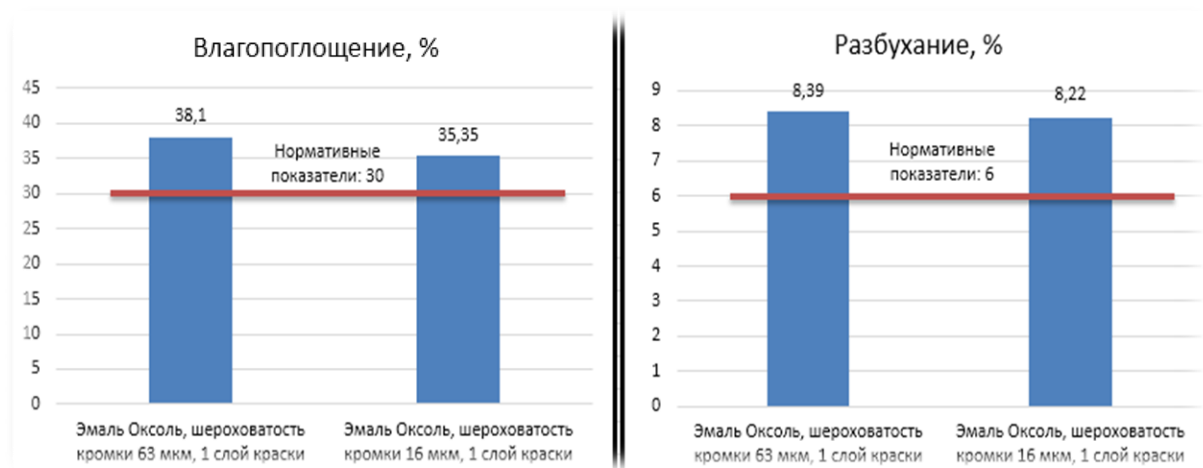 Влагопоглощение, %
45
40
35
30
25
20
15
10
5
0
38,1
35,35
Нормативные
показатели: 30
Эмаль Оксоль, шероховатость
кромки 63 мкм, 1 слой краски
Эмаль Оксоль, шероховатость
кромки 16 мкм, 1 слой краски
Разбухание, %
9
8
7
6
5
4
3
2
1
0
8,39
8,22
Нормативные
показатели: 6
Эмаль Оксоль, шероховатость
кромки 63 мкм, 1 слой краски
Эмаль Оксоль, шероховатость
кромки 16 мкм, 1 слой краски